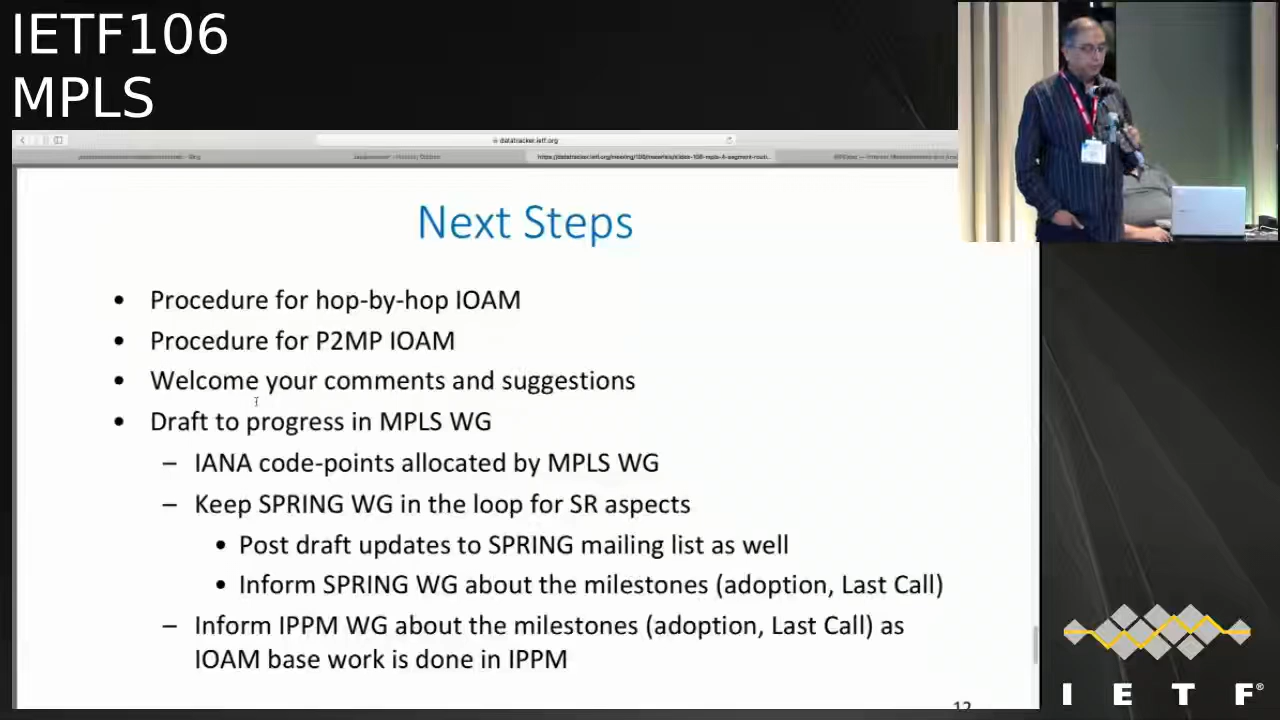 IETF106
MPLS
datatracker.ietf.org
Next Steps
• Procedure for hop-by-hop IOAM
• Procedure for P2MP IOAM
• Welcome your comments and suggestions
• Draft to progress in MPLS WG
– IANA code-points allocated by MPLS WG
– Keep SPRING WG in the loop for SR aspects
• Post draft updates to SPRING mailing list as well
• Inform SPRING WG about the milestones (adoption, Last Call)
– Inform IPPM WG about the milestones (adoption, Last Call) as
IOAM base work is done in IPPM
12
I E T F®